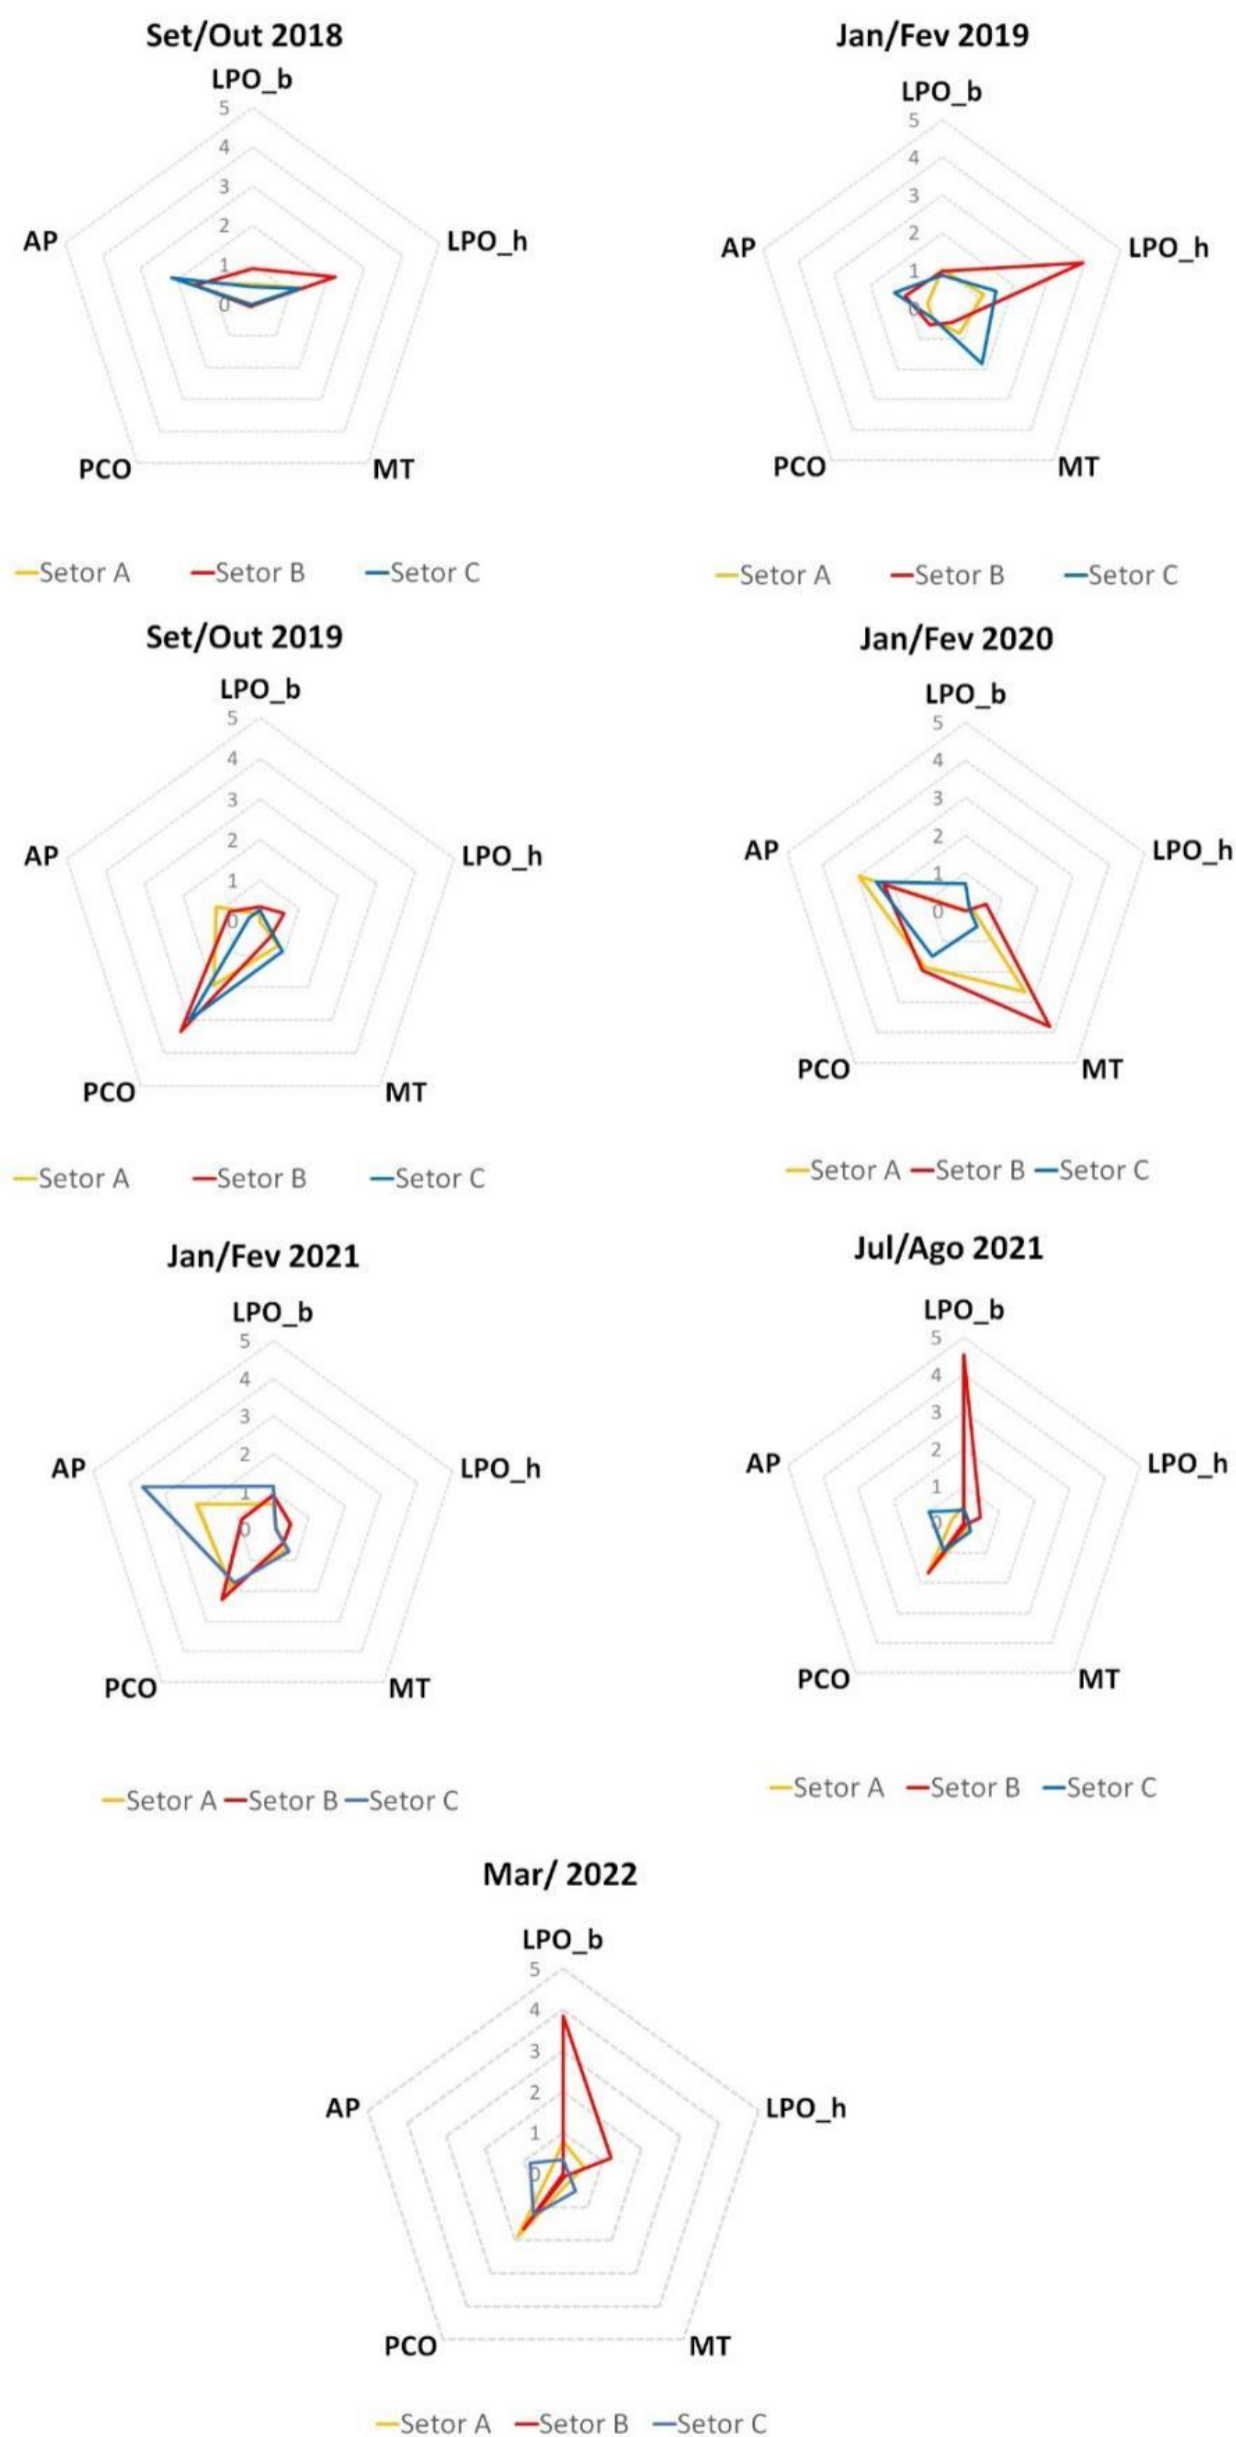 Set/Out 2018
LPO_b
5
4
3
2
1
0
AP
LPO_h
PCO
MT
Setor A Setor B Setor C
Jan/Fev 2019
LPO_b
5
4
3
2
1
0
AP
LPO_h
PCO
MT
Setor A Setor B Setor C
Set/Out 2019
LPO_b
5
4
3
2
1
0
AP
LPO_h
PCO
MT
Setor A Setor B Setor C
Jan/Fev 2020
LPO_b
5
4
3
2
1
0
AP
LPO_h
PCO
MT
Setor A Setor B Setor C
Jan/Fev 2021
LPO_b
5
4
3
2
1
0
AP
LPO_h
PCO
MT
Setor A Setor B Setor C
Jul/Ago 2021
LPO_b
5
4
3
2
1
0
AP
LPO_h
PCO
MT
Setor A Setor B Setor C
Mar/ 2022
LPO_b
5
4
3
2
1
0
AP
LPO_h
PCO
MT
Setor A Setor B Setor C